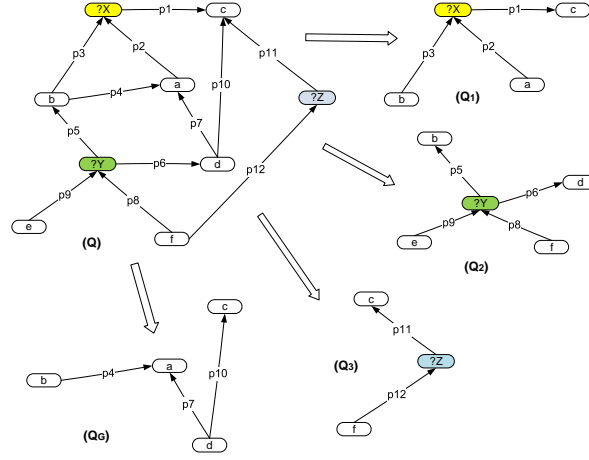 ?X p1 c
?X p1 c
p3 p2
p11
p3 p2
b p4 a
p10
?Z
b a
(Q1)
p5
p7
?Y p6 d
p12
b
p5 p6 d
p9 p8
?Y
e f
(Q)
p9 p8
e f
(Q2)
c
c
p11
b p4 a
p10
(Q3) ?Z
p7
p12
(QG)
f
d